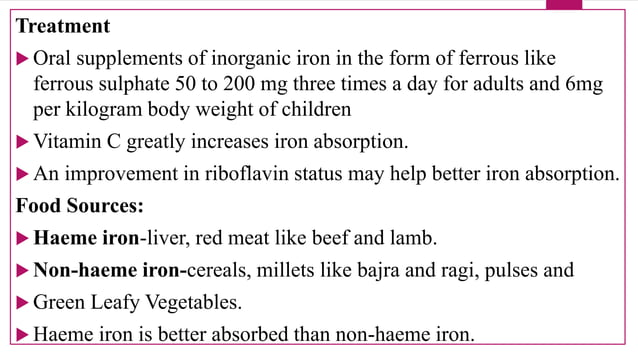 Treatment
Oral supplements of inorganic iron in the form of ferrous like
ferrous sulphate 50 to 200 mg three times a day for adults and 6mg
per kilogram body weight of children
Vitamin C greatly increases iron absorption.
An improvement in riboflavin status may help better iron absorption.
Food Sources:
Haeme iron-liver, red meat like beef and lamb.
Non-haeme iron-cereals, millets like bajra and ragi, pulses and
Green Leafy Vegetables.
Haeme iron is better absorbed than non-haeme iron.